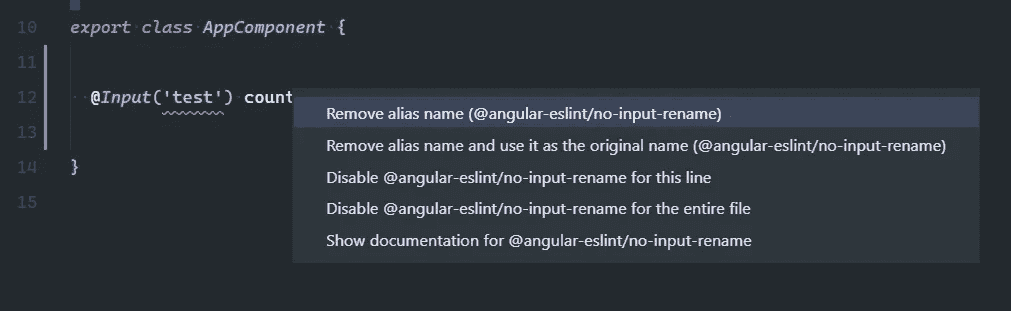 10 export class AppComponent {
11
12 @Input('test') count
Remove alias name (@angular-eslint/no-input-rename)
13
Remove alias name and use it as the original name (@angular-eslint/no-input-rename)
14 }
Disable @angular-eslint/no-input-rename for this line
15
Disable @angular-eslint/no-input-rename for the entire file
Show documentation for @angular-eslint/no-input-rename